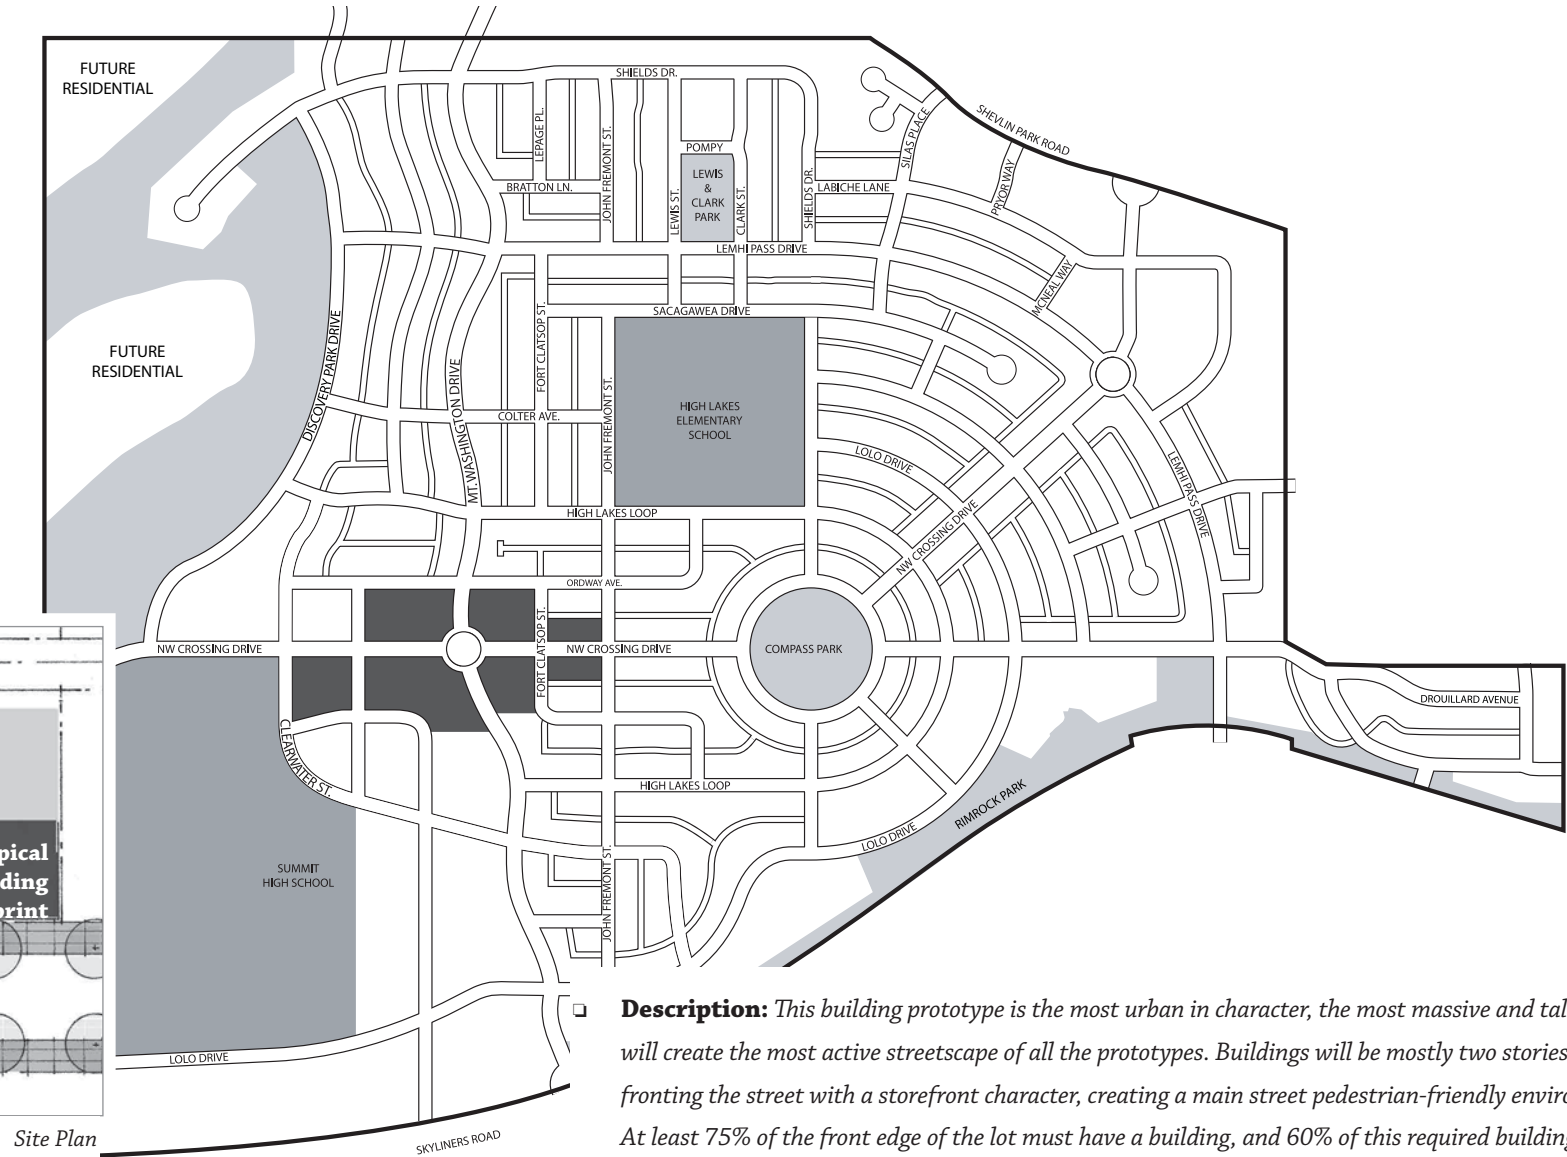 FUTURE
RESIDENTIAL
SHIELDS DR.
LEPAGE PL.
JOHN FREMONT ST.
POMPY
LEWIS
&
CLARK
PARK
LEWIS ST.
CLARK ST.
SHIELDS DR.
BRATTON LN.
LABICHE LANE
SILAS PLACE
SHEVLIN PARK ROAD
PRYOR WAY
LEMHI PASS DRIVE
MCNEAL WAY
SACAGAWEA DRIVE
FORT CLATSOP ST.
DISCOVERY PARK DRIVE
FUTURE
RESIDENTIAL
MT. WASHINGTON DRIVE
JOHN FREMONT ST.
COLTER AVE.
HIGH LAKES
ELEMENTARY
SCHOOL
LOLO DRIVE
LEMHI PASS DRIVE
HIGH LAKES LOOP
NW CROSSING DRIVE
ORDWAY AVE.
FORT CLATSOP ST.
NW CROSSING DRIVE
NW CROSSING DRIVE
COMPASS PARK
DROUILLARD AVENUE
CLEARWATER ST.
HIGH LAKES LOOP
RIMROCK PARK
LOLO DRIVE
SUMMIT
HIGH SCHOOL
JOHN FREMONT ST.
LOLO DRIVE
SKYLINERS ROAD
pical
ding
print
Site Plan
❏ Description: This building prototype is the most urban in character, the most massive and tal
will create the most active streetscape of all the prototypes. Buildings will be mostly two stories
fronting the street with a storefront character, creating a main street pedestrian-friendly enviro
At least 75% of the front edge of the lot must have a building, and 60% of this required building